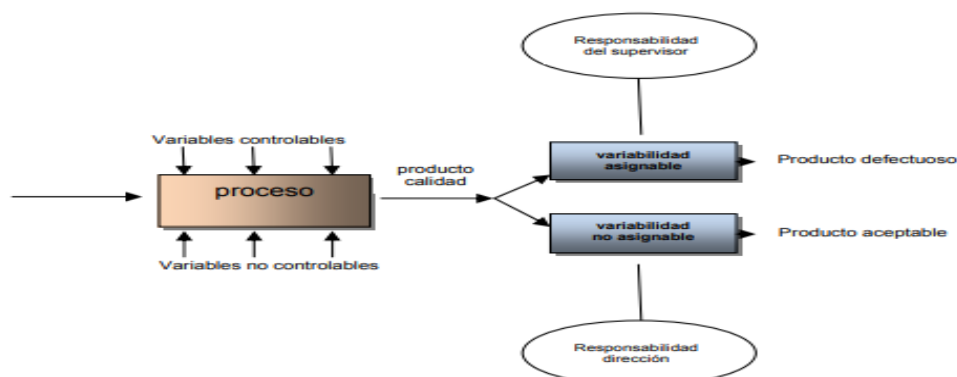 Responsabilidad
del supervisor
Variables controlables
proceso
producto
calidad
variabilidad
asignable
Producto defectuoso
variabilidad
no asignable
Producto aceptable
Variables no controlables
Responsabilidad
dirección